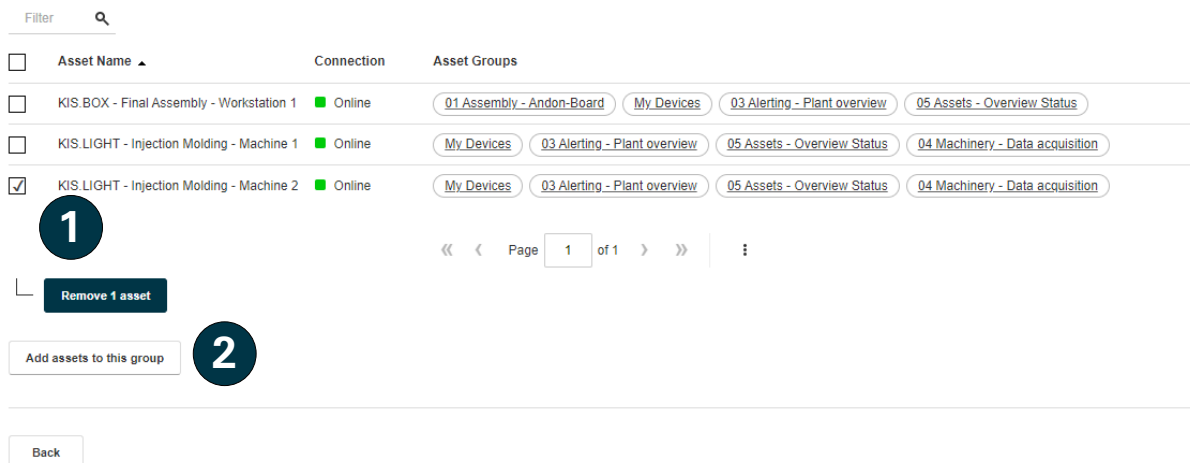 Filter
Asset Name Connection Asset Groups
KIS.BOX - Final Assembly - Workstation 1 Online 01 Assembly - Andon-Board My Devices 03 Alerting - Plant overview 05 Assets - Overview Status
KIS.LIGHT - Injection Molding - Machine 1 Online My Devices 03 Alerting - Plant overview 05 Assets - Overview Status 04 Machinery - Data acquisition
KIS.LIGHT - Injection Molding - Machine 2 Online My Devices 03 Alerting - Plant overview 05 Assets - Overview Status 04 Machinery - Data acquisition
1
Page 1 of 1
Remove 1 asset
Add assets to this group 2
Back